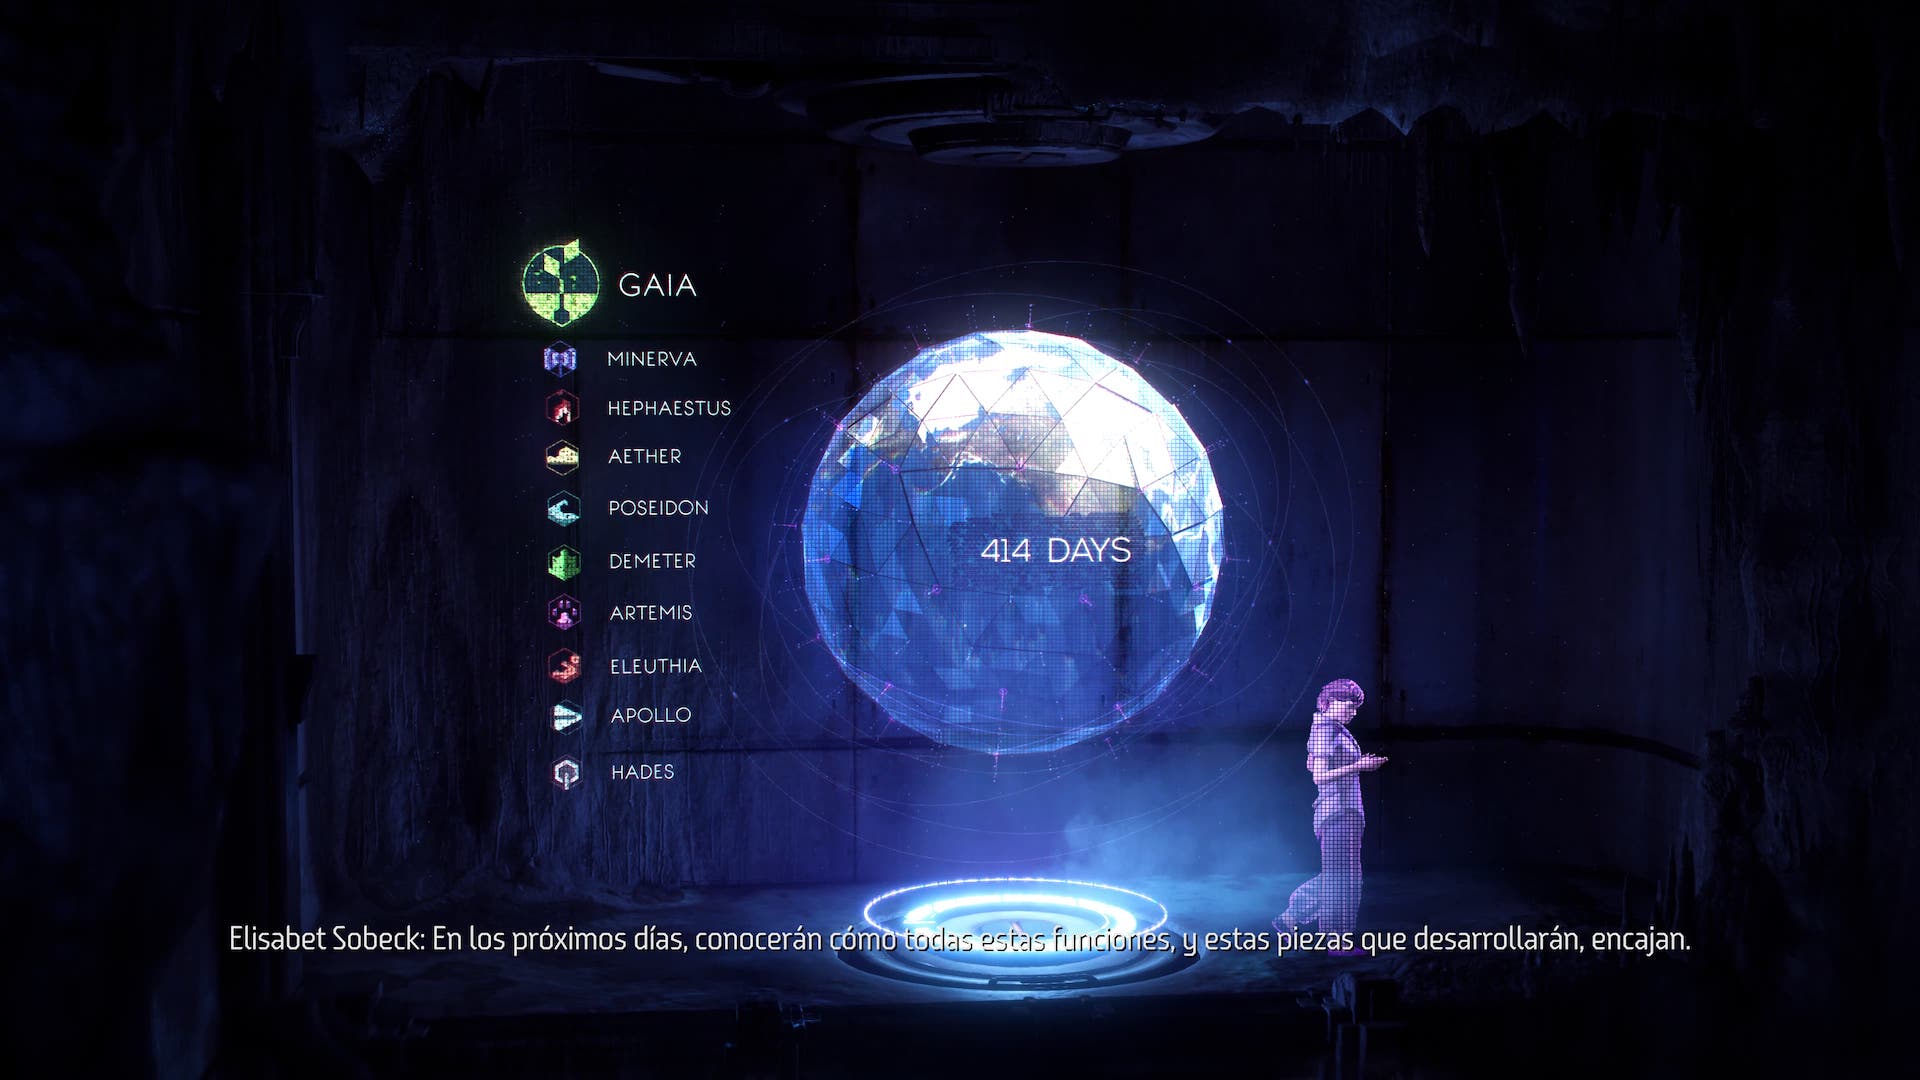 GAIA
MINERVA
HEPHAESTUS
AETHER
POSEIDON
DEMETER
ARTEMIS
ELEUTHIA
APOLLO
HADES
414 DAYS
Elisabet Sobeck: En los próximos días, conocerán cómo todas estas funciones, y estas piezas que desarrollarán, encajan.